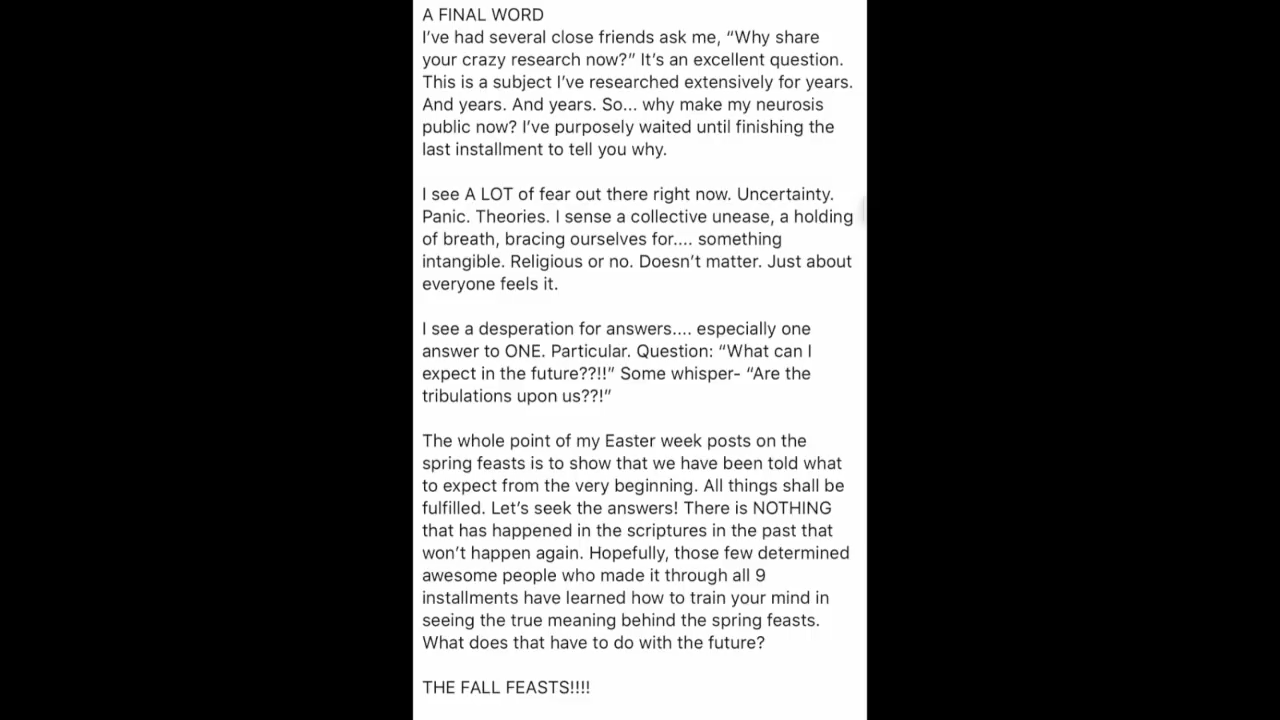 A FINAL WORD
I've had several close friends ask me, “Why share
your crazy research now?” It's an excellent question.
This is a subject I've researched extensively for years.
And years. And years. So... why make my neurosis
public now? I've purposely waited until finishing the
last installment to tell you why.
I see A LOT of fear out there right now. Uncertainty.
Panic. Theories. I sense a collective unease, a holding
of breath, bracing ourselves for.... something
intangible. Religious or no. Doesn't matter. Just about
everyone feels it.
I see a desperation for answers.... especially one
answer to ONE. Particular. Question: “What can I
expect in the future??!!” Some whisper- “Are the
tribulations upon us??!”
The whole point of my Easter week posts on the
spring feasts is to show that we have been told what
to expect from the very beginning. All things shall be
fulfilled. Let's seek the answers! There is NOTHING
that has happened in the scriptures in the past that
won't happen again. Hopefully, those few determined
awesome people who made it through all 9
installments have learned how to train your mind in
seeing the true meaning behind the spring feasts.
What does that have to do with the future?
THE FALL FEASTS!!!!